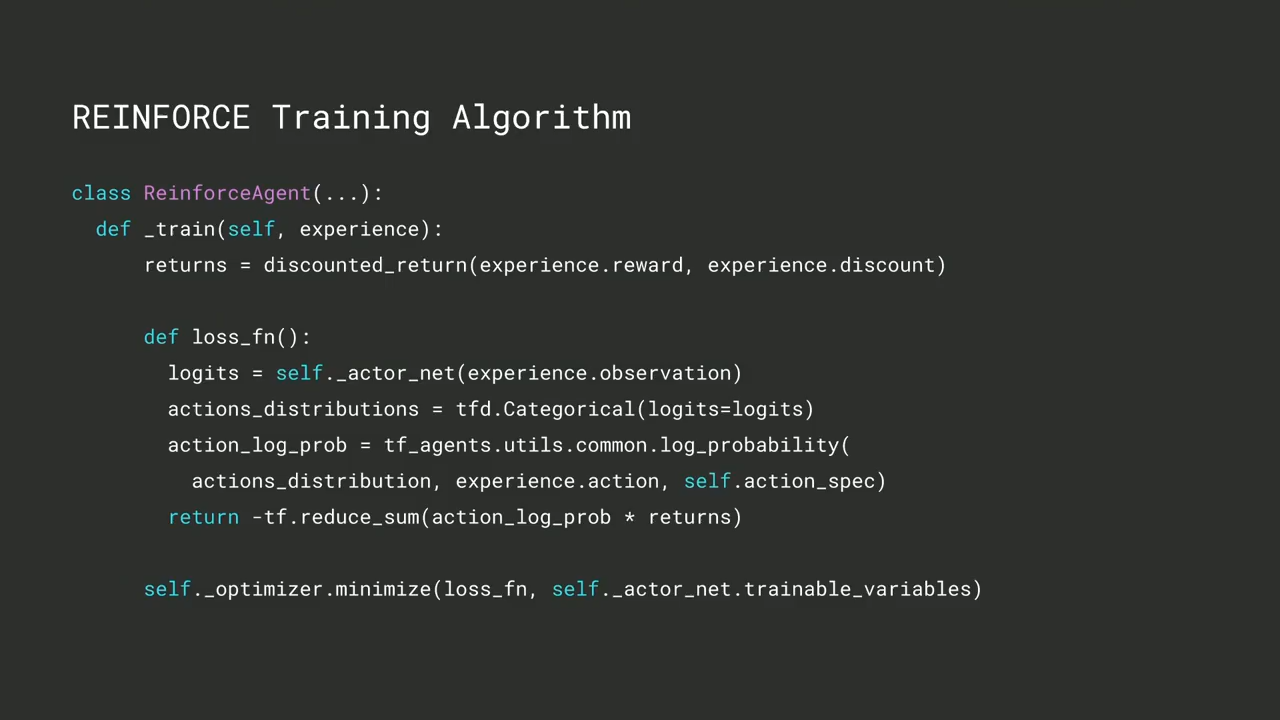 REINFORCE Training Algorithm
class ReinforceAgent(...):
def _train(self, experience):
returns = discounted_return(experience.reward, experience.discount)
def loss_fn():
logits = self._actor_net(experience.observation)
actions_distributions = tfd.Categorical(logits=logits)
action_log_prob = tf_agents.utils.common.log_probability(
actions_distribution, experience.action, self.action_spec)
return -tf.reduce_sum(action_log_prob * returns)
self._optimizer.minimize(loss_fn, self._actor_net.trainable_variables)